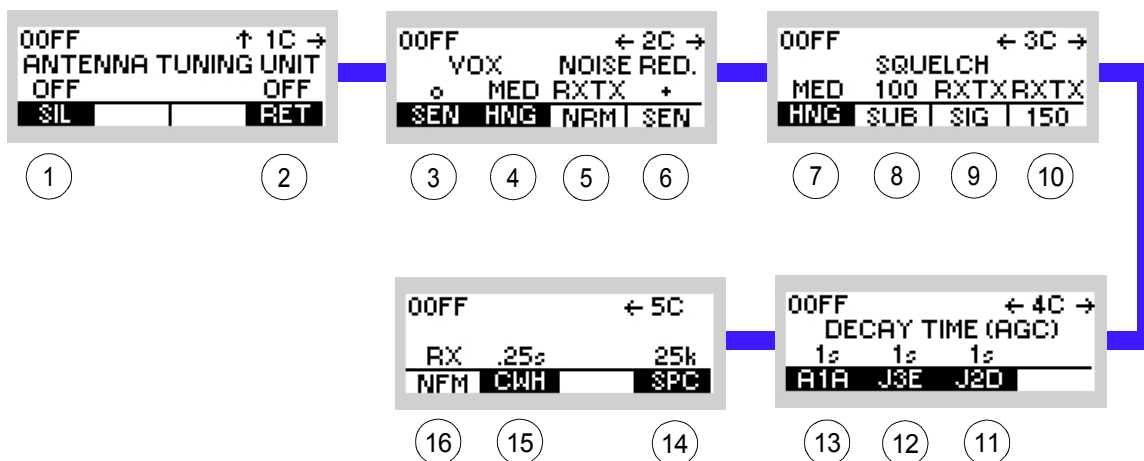 00FF ↑ 1C →
ANTENNA TUNING UNIT
OFF OFF
SIL RET
1 2
00FF ← 2C →
VOX NOISE RED.
o MED RXTX +
SEN HNG NRM SEN
3 4 5 6
00FF ← 3C →
SQUELCH
MED 100 RXTX RXTX
HNG SUB SIG 150
7 8 9 10
00FF ← 5C
RX .25s 25k
NFM CWH SPC
16 15 14
00FF ← 4C →
DECAY TIME (AGC)
1s 1s 1s
A1A J3E J2D
13 12 11